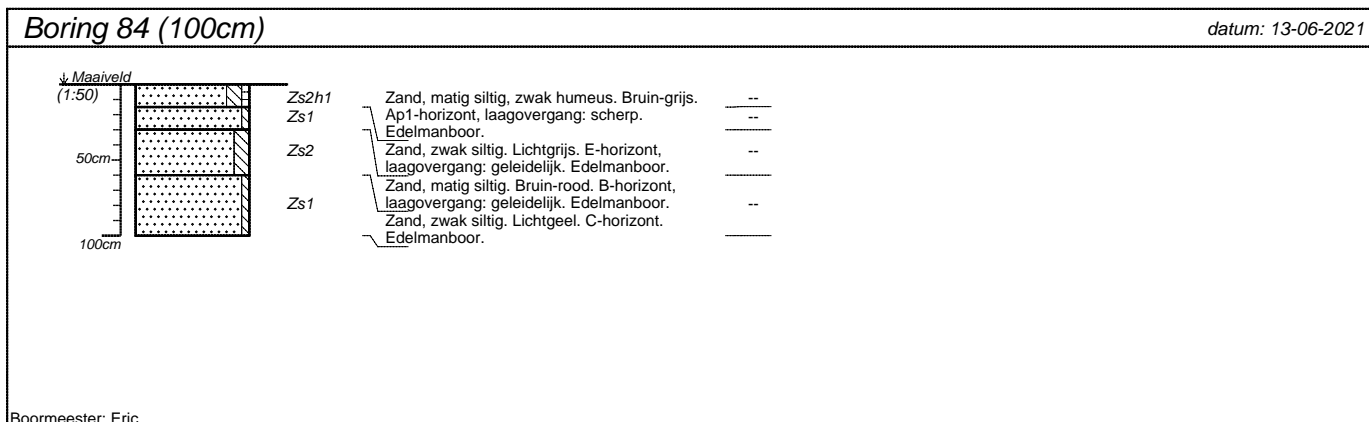 Boring 84 (100cm)
datum: 13-06-2021
Maaiveld
(1:50)
50cm
100cm
Zs2h1
Zand, matig siltig, zwak humeus. Bruin-grijs.
--
Zs1
Ap1-horizont, laagovergang: scherp.
--
Edelmanboor.
Zs2
Zand, zwak siltig. Lichtgrijs. E-horizont,
--
laagovergang: geleidelijk. Edelmanboor.
Zand, matig siltig. Bruin-rood. B-horizont,
Zs1
laagovergang: geleidelijk. Edelmanboor.
--
Zand, zwak siltig. Lichtgeel. C-horizont.
Edelmanboor.
Boormeester: Eric